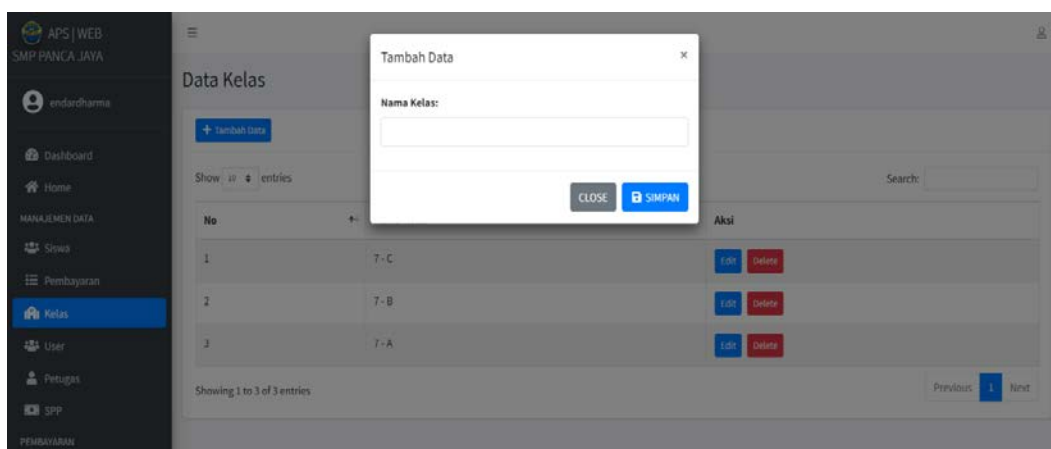 APS | WEB
SMP PANCA JAYA
endardharma
Dashboard
Home
MANAJEMEN DATA
Siswa
Pembayaran
Kelas
User
Petugas
SPP
PEMBAYARAN
Data Kelas
+ Tambah Data
Show 10 entries
Search:
No
Aksi
1 7 - C Edit Delete
2 7 - B Edit Delete
3 7 - A Edit Delete
Showing 1 to 3 of 3 entries
Previous 1 Next
Tambah Data ×
Nama Kelas:
CLOSE SIMPAN